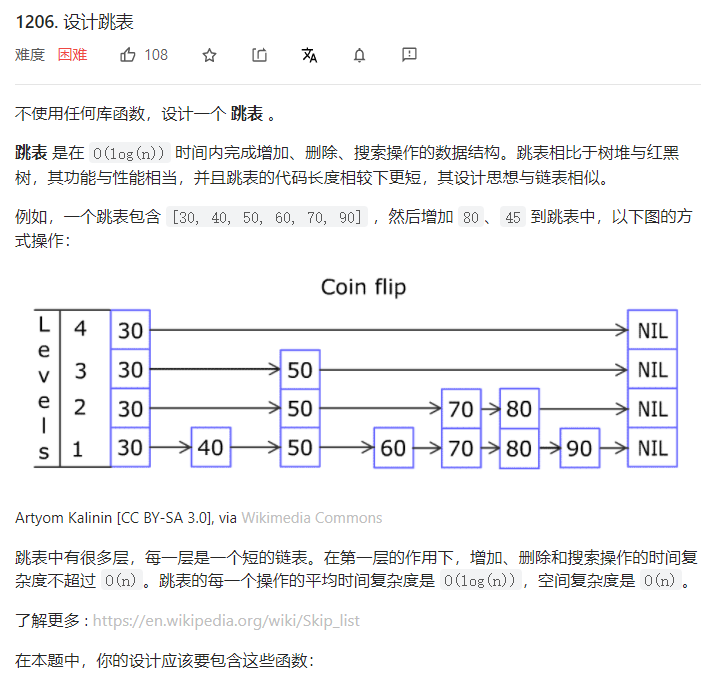 1206. 设计跳表
难度 困难 108
不使用任何库函数，设计一个 跳表 。
跳表 是在 O(log(n)) 时间内完成增加、删除、搜索操作的数据结构。跳表相比于树堆与红黑
树，其功能与性能相当，并且跳表的代码长度相较下更短，其设计思想与链表相似。
例如，一个跳表包含 [30, 40, 50, 60, 70, 90] ，然后增加 80 、 45 到跳表中，以下图的方
式操作：
Coin flip
Levels
4 30 NIL
3 30 50 NIL
2 30 50 70 80 NIL
1 30 40 50 60 70 80 90 NIL
Artyom Kalinin [CC BY-SA 3.0], via Wikimedia Commons
跳表中有很多层，每一层是一个短的链表。在第一层的作用下，增加、删除和搜索操作的时间复
杂度不超过 O(n) 。跳表的每一个操作的平均时间复杂度是 O(log(n)) ，空间复杂度是 O(n) 。
了解更多 : https://en.wikipedia.org/wiki/Skip_list
在本题中，你的设计应该要包含这些函数：